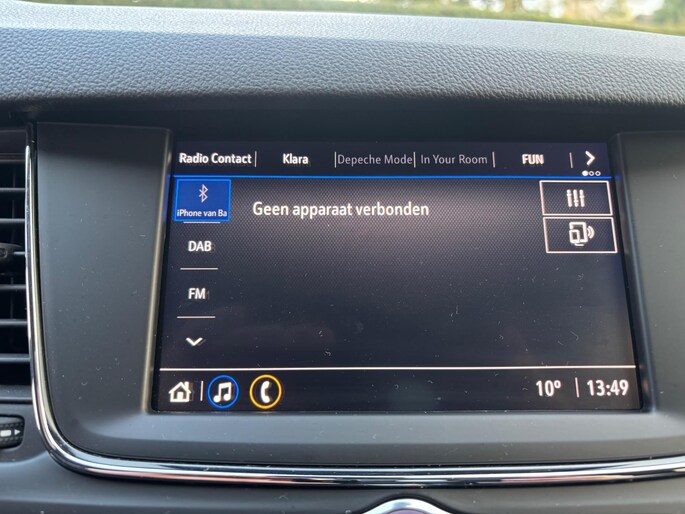 Radio Contact Klara Depeche Mode In Your Room FUN
iPhone van Ba
Geen apparaat verbonden
DAB
FM
10° 13:49